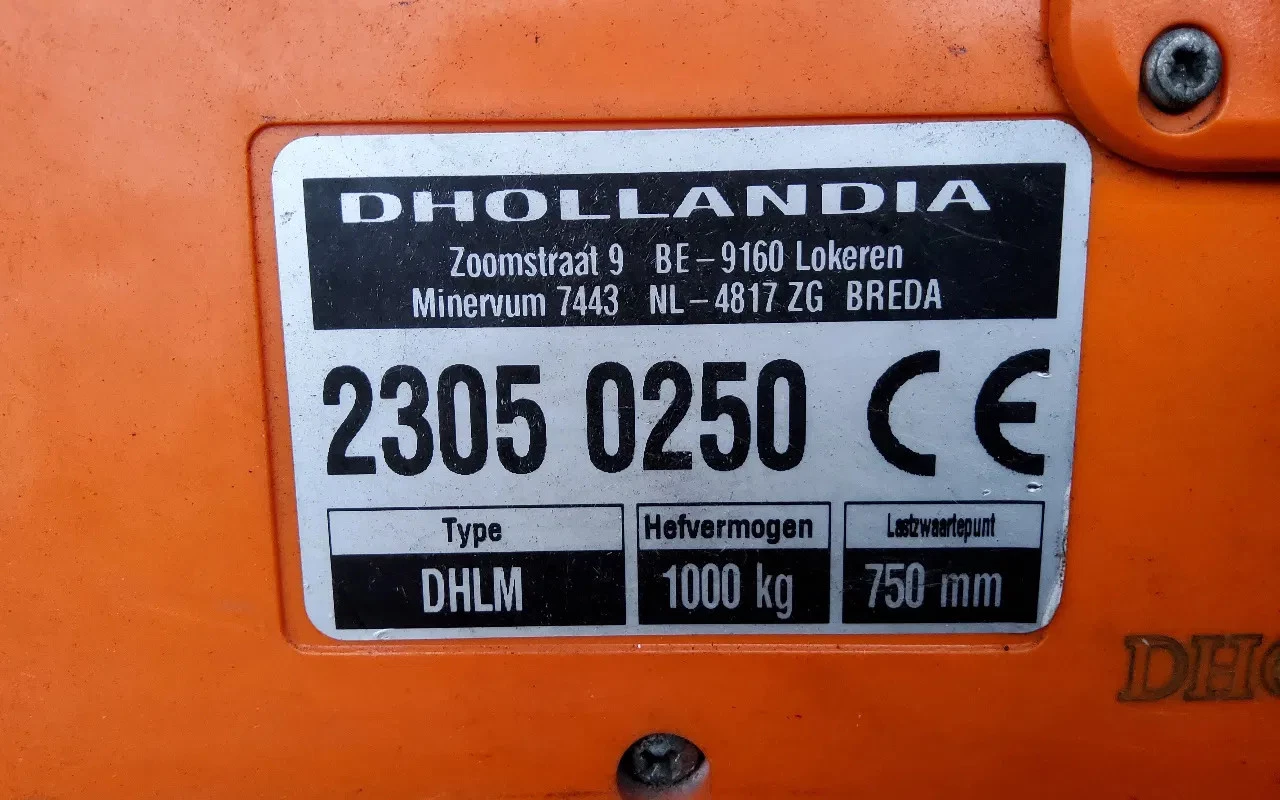 DHOLLANDIA
Zoomstraat 9 BE – 9160 Lokeren
Minervum 7443 NL – 4817 ZG BREDA
2305 0250 CE
Type Hefvermogen Lastzwaartepunt
DHLM 1000 kg 750 mm